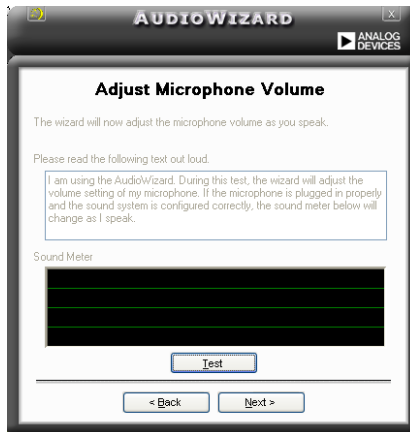 AUDIOWIZARD
X
ANALOG
DEVICES
Adjust Microphone Volume
The wizard will now adjust the microphone volume as you speak.
Please read the following text out loud.
I am using the AudioWizard. During this test, the wizard will adjust the
volume setting of my microphone. If the microphone is plugged in properly
and the sound system is configured correctly, the sound meter below will
change as I speak.
Sound Meter
Test
< Back
Next >